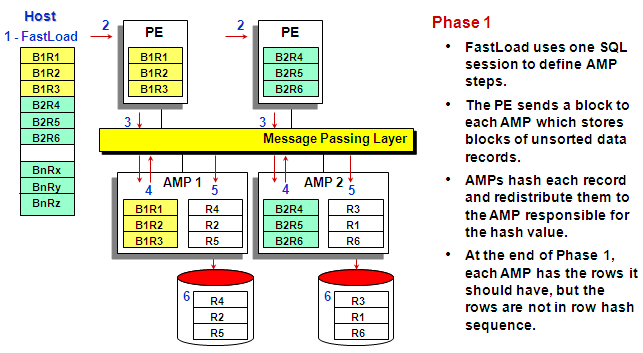 Host
1 - FastLoad
B1R1
B1R2
B1R3
B2R4
B2R5
B2R6
BnRx
BnRy
BnRz
2
PE
B1R1
B1R2
B1R3
2
PE
B2R4
B2R5
B2R6
3
3
Message Passing Layer
4
5
AMP 1
B1R1
B1R2
B1R3
R4
R2
R5
4
5
AMP 2
B2R4
B2R5
B2R6
R3
R1
R6
6
R4
R2
R5
6
R3
R1
R6
Phase 1
• FastLoad uses one SQL
session to define AMP
steps.
• The PE sends a block to
each AMP which stores
blocks of unsorted data
records.
• AMPs hash each record
and redistribute them to
the AMP responsible for
the hash value.
• At the end of Phase 1,
each AMP has the rows it
should have, but the
rows are not in row hash
sequence.